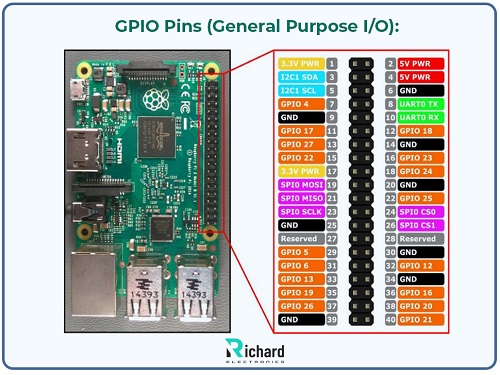 GPIO Pins (General Purpose I/O):
3.3V PWR 1 2 5V PWR
I2C1 SDA 3 4 5V PWR
I2C1 SCL 5 6 GND
GPIO 4 7 8 UART0 TX
GND 9 10 UART0 RX
GPIO 17 11 12 GPIO 18
GPIO 27 13 14 GND
GPIO 22 15 16 GPIO 23
3.3V PWR 17 18 GPIO 24
SPI0 MOSI 19 20 GND
SPI0 MISO 21 22 GPIO 25
SPI0 SCLK 23 24 SPI0 CS0
GND 25 26 SPI0 CS1
Reserved 27 28 Reserved
GPIO 5 29 30 GND
GPIO 6 31 32 GPIO 12
GPIO 13 33 34 GND
GPIO 19 35 36 GPIO 16
GPIO 26 37 38 GPIO 20
GND 39 40 GPIO 21
DISPLAY
HDMI
14393
14393
Richard
ELECTRONICS